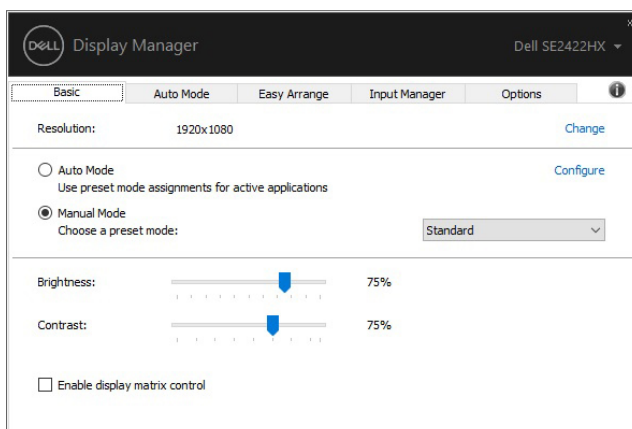 DELL Display Manager Dell SE2422HX
Basic Auto Mode Easy Arrange Input Manager Options
Resolution: 1920x1080 Change
Auto Mode Configure
Use preset mode assignments for active applications
Manual Mode
Choose a preset mode: Standard
Brightness: 75%
Contrast: 75%
Enable display matrix control